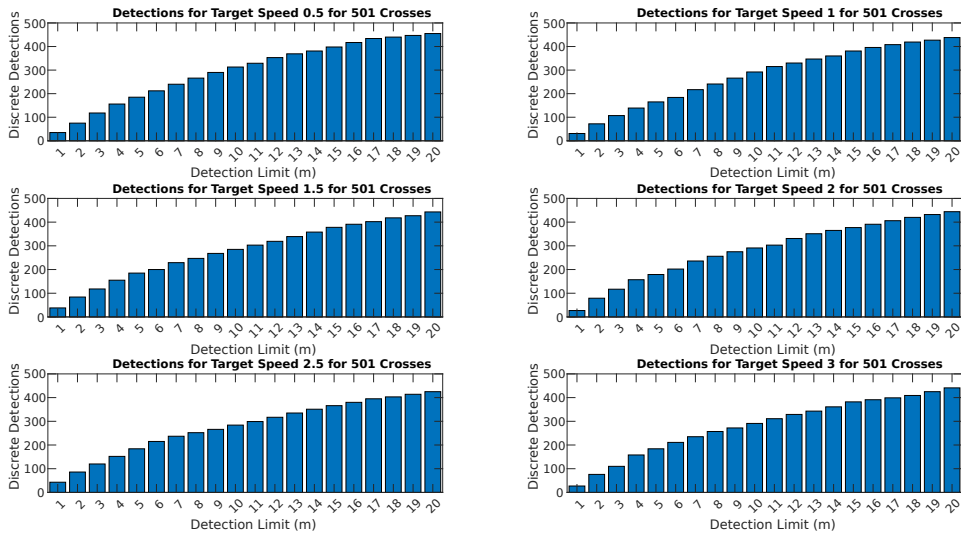 Detections for Target Speed 0.5 for 501 Crosses
Discrete Detections
500
400
300
200
100
0
1 2 3 4 5 6 7 8 9 10 11 12 13 14 15 16 17 18 19 20
Detection Limit (m)
Detections for Target Speed 1 for 501 Crosses
Discrete Detections
500
400
300
200
100
0
1 2 3 4 5 6 7 8 9 10 11 12 13 14 15 16 17 18 19 20
Detection Limit (m)
Detections for Target Speed 1.5 for 501 Crosses
Discrete Detections
500
400
300
200
100
0
1 2 3 4 5 6 7 8 9 10 11 12 13 14 15 16 17 18 19 20
Detection Limit (m)
Detections for Target Speed 2 for 501 Crosses
Discrete Detections
500
400
300
200
100
0
1 2 3 4 5 6 7 8 9 10 11 12 13 14 15 16 17 18 19 20
Detection Limit (m)
Detections for Target Speed 2.5 for 501 Crosses
Discrete Detections
500
400
300
200
100
0
1 2 3 4 5 6 7 8 9 10 11 12 13 14 15 16 17 18 19 20
Detection Limit (m)
Detections for Target Speed 3 for 501 Crosses
Discrete Detections
500
400
300
200
100
0
1 2 3 4 5 6 7 8 9 10 11 12 13 14 15 16 17 18 19 20
Detection Limit (m)